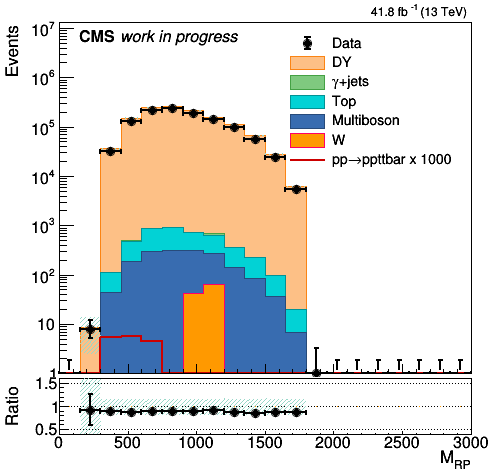 41.8 fb⁻¹ (13 TeV)
CMS work in progress
Events
10⁷
10⁶
10⁵
10⁴
10³
10²
10
1
Data
DY
γ+jets
Top
Multiboson
W
pp→ppttbar x 1000
Ratio
1.5
1
0.5
0 500 1000 1500 2000 2500 3000
M_RP